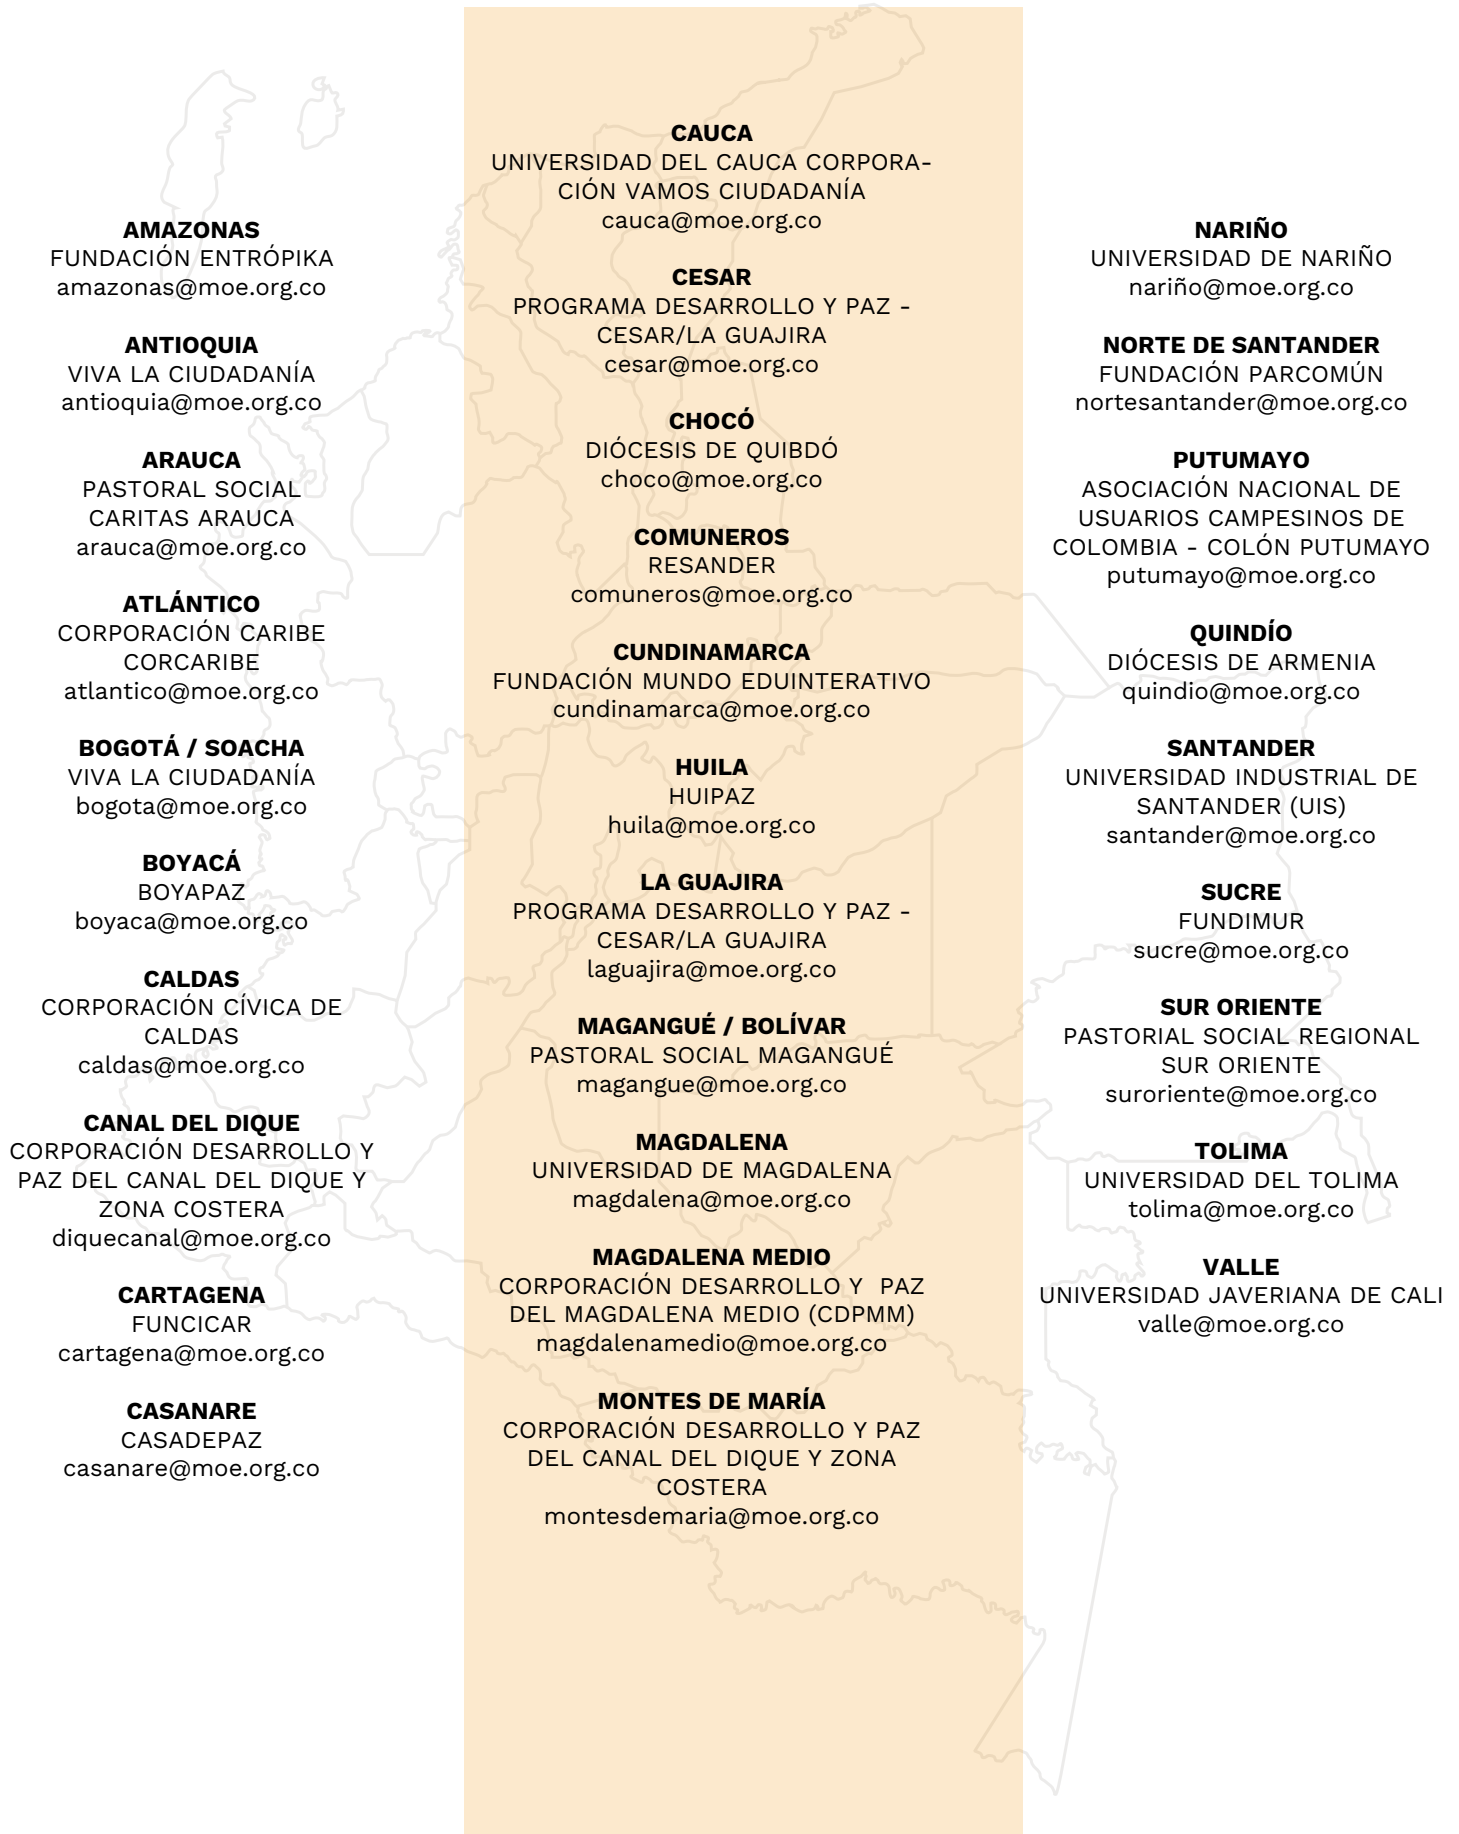 AMAZONAS
FUNDACIÓN ENTRÓPIKA
amazonas@moe.org.co
ANTIOQUIA
VIVA LA CIUDADANÍA
antioquia@moe.org.co
ARAUCA
PASTORAL SOCIAL
CARITAS ARAUCA
arauca@moe.org.co
ATLÁNTICO
CORPORACIÓN CARIBE
CORCARIBE
atlantico@moe.org.co
BOGOTÁ / SOACHA
VIVA LA CIUDADANÍA
bogota@moe.org.co
BOYACÁ
BOYAPAZ
boyaca@moe.org.co
CALDAS
CORPORACIÓN CÍVICA DE
CALDAS
caldas@moe.org.co
CANAL DEL DIQUE
CORPORACIÓN DESARROLLO Y
PAZ DEL CANAL DEL DIQUE Y
ZONA COSTERA
diquecanal@moe.org.co
CARTAGENA
FUNCICAR
cartagena@moe.org.co
CASANARE
CASADEPAZ
casanare@moe.org.co
CAUCA
UNIVERSIDAD DEL CAUCA CORPORA-
CIÓN VAMOS CIUDADANÍA
cauca@moe.org.co
CESAR
PROGRAMA DESARROLLO Y PAZ -
CESAR/LA GUAJIRA
cesar@moe.org.co
CHOCÓ
DIÓCESIS DE QUIBDÓ
choco@moe.org.co
COMUNEROS
RESANDER
comuneros@moe.org.co
CUNDINAMARCA
FUNDACIÓN MUNDO EDUINTERATIVO
cundinamarca@moe.org.co
HUILA
HUIPAZ
huila@moe.org.co
LA GUAJIRA
PROGRAMA DESARROLLO Y PAZ -
CESAR/LA GUAJIRA
laguajira@moe.org.co
MAGANGUÉ / BOLÍVAR
PASTORAL SOCIAL MAGANGUÉ
magangue@moe.org.co
MAGDALENA
UNIVERSIDAD DE MAGDALENA
magdalena@moe.org.co
MAGDALENA MEDIO
CORPORACIÓN DESARROLLO Y PAZ
DEL MAGDALENA MEDIO (CDPMM)
magdalenamedio@moe.org.co
MONTES DE MARÍA
CORPORACIÓN DESARROLLO Y PAZ
DEL CANAL DEL DIQUE Y ZONA
COSTERA
montesdemaria@moe.org.co
NARIÑO
UNIVERSIDAD DE NARIÑO
nariño@moe.org.co
NORTE DE SANTANDER
FUNDACIÓN PARCOMÚN
nortesantander@moe.org.co
PUTUMAYO
ASOCIACIÓN NACIONAL DE
USUARIOS CAMPESINOS DE
COLOMBIA - COLÓN PUTUMAYO
putumayo@moe.org.co
QUINDÍO
DIÓCESIS DE ARMENIA
quindio@moe.org.co
SANTANDER
UNIVERSIDAD INDUSTRIAL DE
SANTANDER (UIS)
santander@moe.org.co
SUCRE
FUNDIMUR
sucre@moe.org.co
SUR ORIENTE
PASTORIAL SOCIAL REGIONAL
SUR ORIENTE
suroriente@moe.org.co
TOLIMA
UNIVERSIDAD DEL TOLIMA
tolima@moe.org.co
VALLE
UNIVERSIDAD JAVERIANA DE CALI
valle@moe.org.co